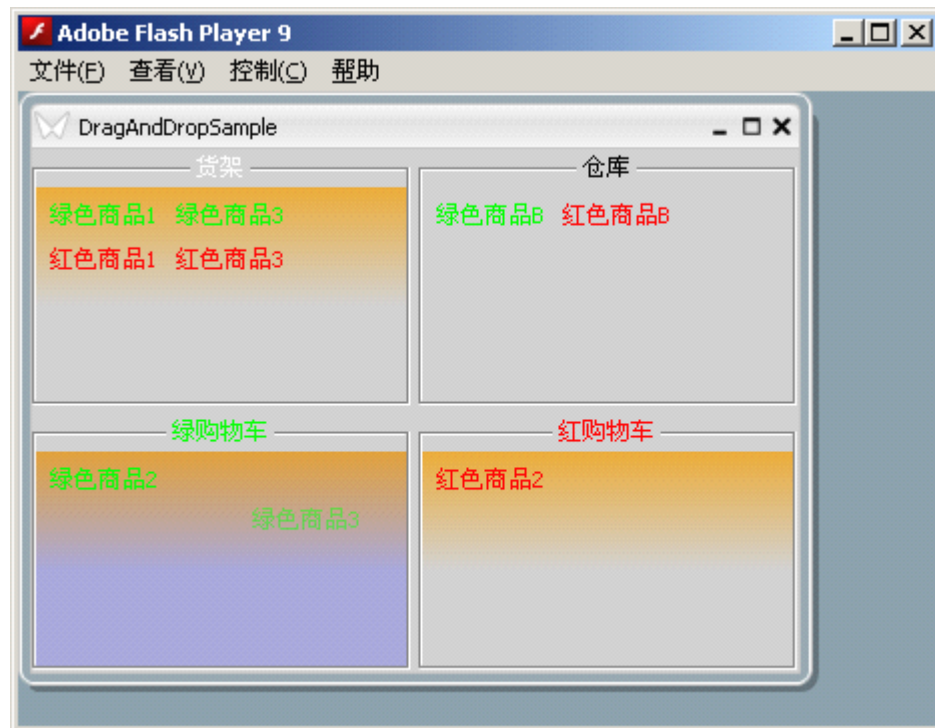 Adobe Flash Player 9
文件(F) 查看(V) 控制(C) 帮助
DragAndDropSample
货架
绿色商品1 绿色商品3
红色商品1 红色商品3
仓库
绿色商品B 红色商品B
绿购物车
绿色商品2
绿色商品3
红购物车
红色商品2